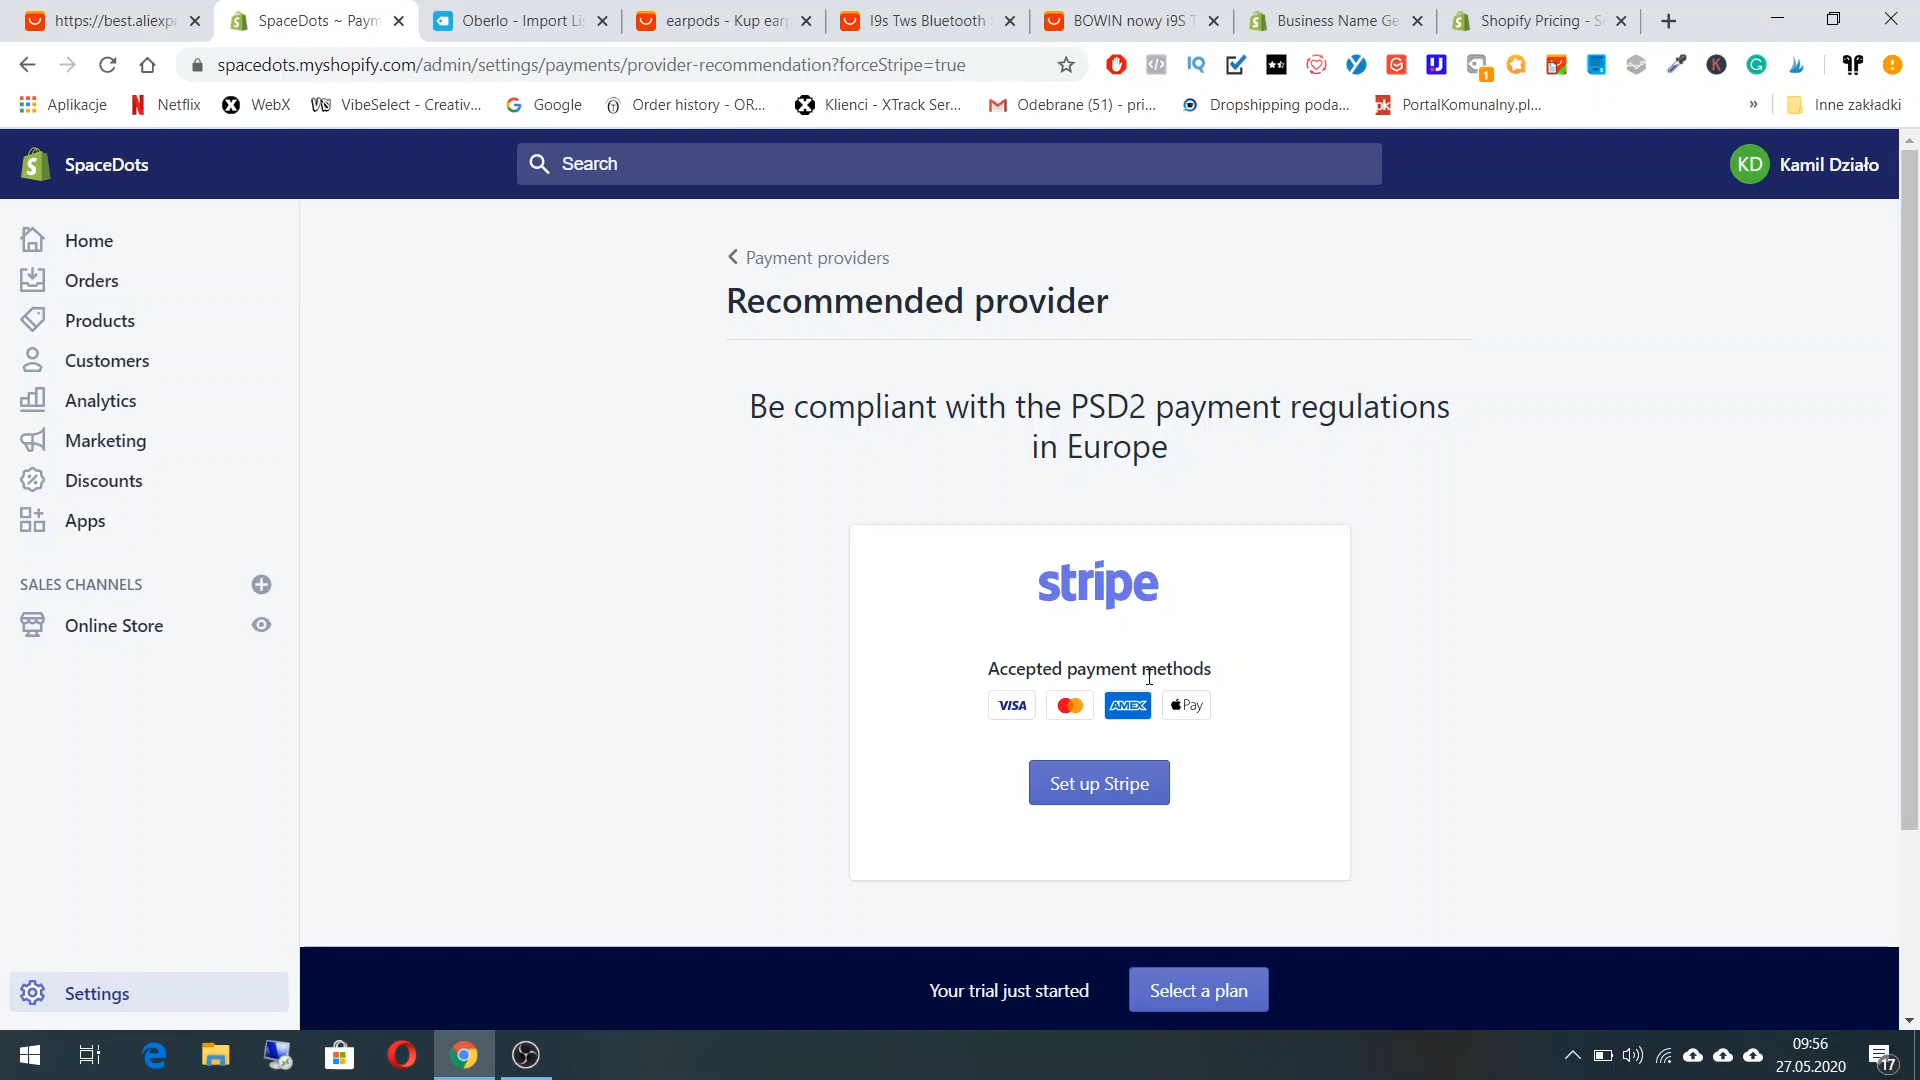 https://best.aliexpr
SpaceDots ~ Paym
Oberlo - Import Li
earpods - Kup ear
I9s Tws Bluetooth
BOWIN nowy i9S T
Business Name Ge
Shopify Pricing - S
spacedots.myshopify.com/admin/settings/payments/provider-recommendation?forceStripe=true
Aplikacje
Netflix
WebX
VibeSelect - Creativ...
Google
Order history - OR...
Klienci - XTrack Ser...
Odebrane (51) - pri...
Dropshipping poda...
PortalKomunalny.pl...
»
Inne zakładki
SpaceDots
Search
KD
Kamil Działo
Home
Orders
Products
Customers
Analytics
Marketing
Discounts
Apps
SALES CHANNELS
Online Store
Settings
Payment providers
Recommended provider
Be compliant with the PSD2 payment regulations
in Europe
stripe
Accepted payment methods
VISA
AMEX
Pay
Set up Stripe
Your trial just started
Select a plan
09:56
27.05.2020
17